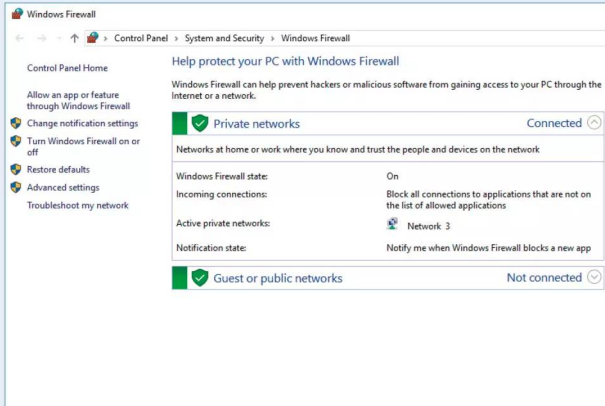 Windows Firewall
Control Panel > System and Security > Windows Firewall
Control Panel Home
Allow an app or feature
through Windows Firewall
Change notification settings
Turn Windows Firewall on or
off
Restore defaults
Advanced settings
Troubleshoot my network
Help protect your PC with Windows Firewall
Windows Firewall can help prevent hackers or malicious software from gaining access to your PC through the
Internet or a network.
Private networks Connected
Networks at home or work where you know and trust the people and devices on the network
Windows Firewall state: On
Incoming connections: Block all connections to applications that are not on
the list of allowed applications
Active private networks: Network 3
Notification state: Notify me when Windows Firewall blocks a new app
Guest or public networks Not connected